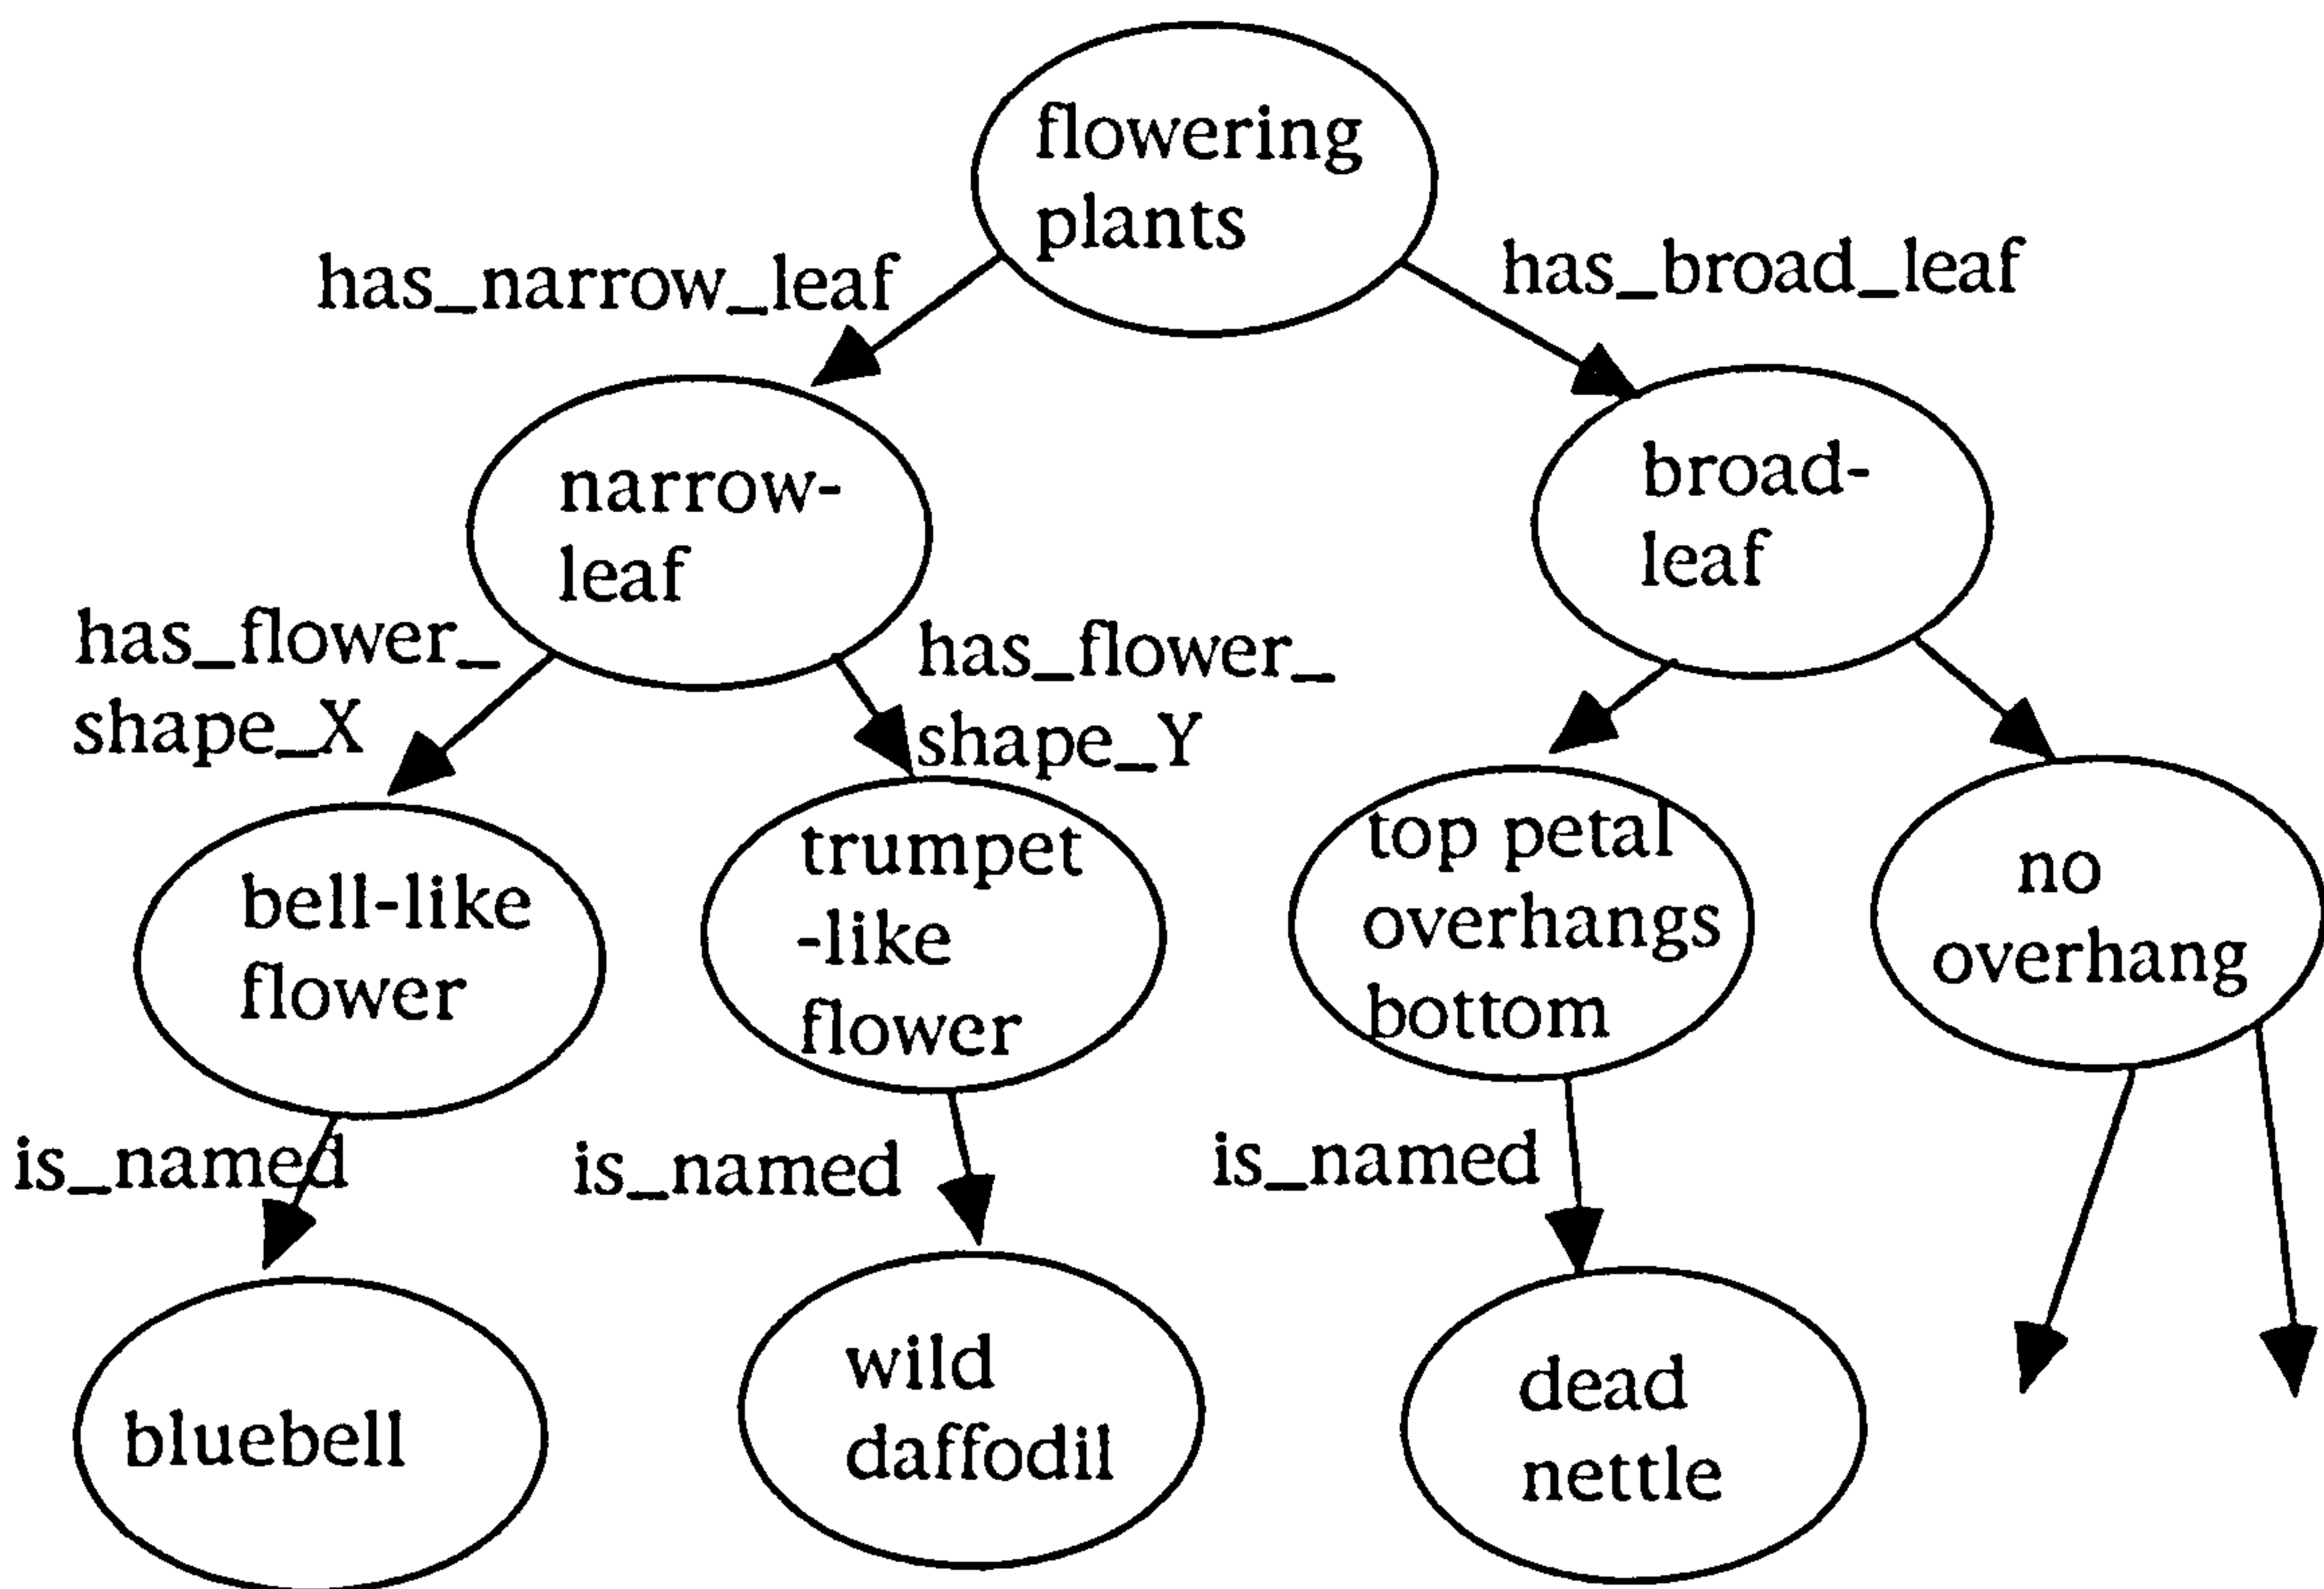 flowering
plants
has_narrow_leaf
has_broad_leaf
narrow-
leaf
broad-
leaf
has_flower_
shape_X
has_flower_
shape_Y
bell-like
flower
trumpet
-like
flower
top petal
overhangs
bottom
no
overhang
is_named
is_named
is_named
bluebell
wild
daffodil
dead
nettle